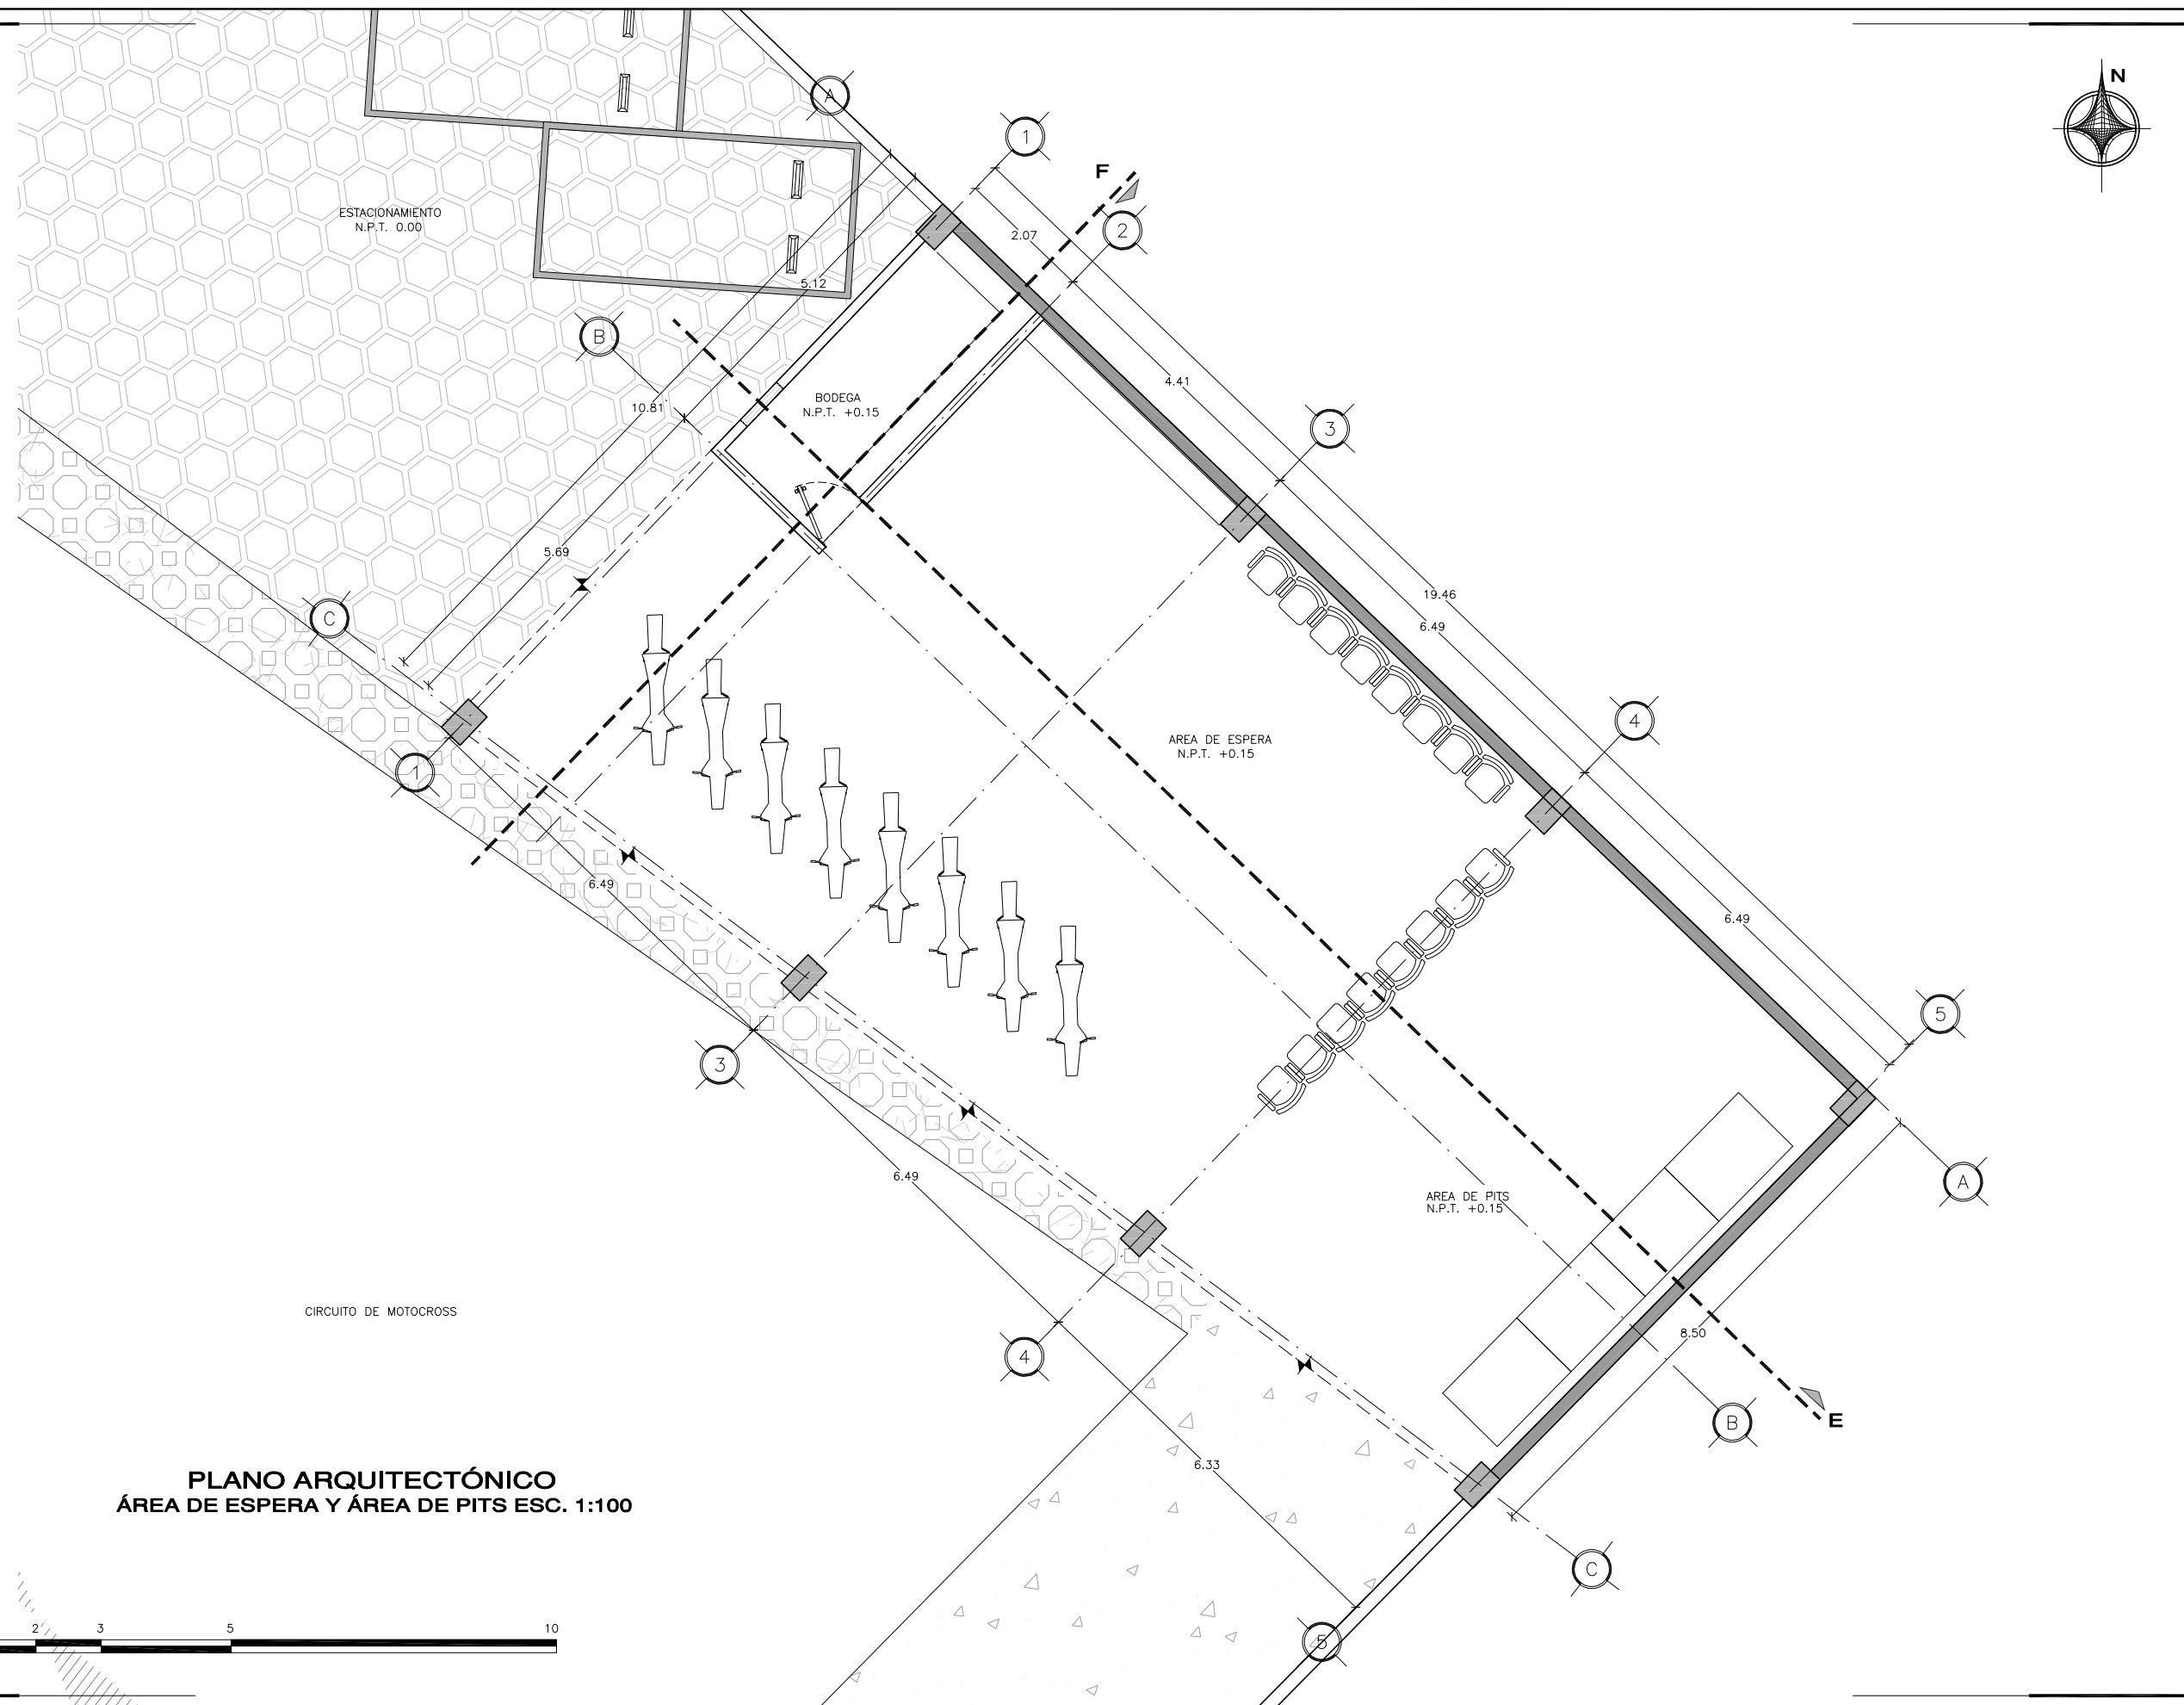 N
A
1
F
2
2.07
ESTACIONAMIENTO
N.P.T. 0.00
5.12
B
4.41
BODEGA
N.P.T. +0.15
10.81
3
5.69
19.46
C
6.49
4
AREA DE ESPERA
N.P.T. +0.15
1
6.49
6.49
5
3
6.49
A
AREA DE PITS
N.P.T. +0.15
CIRCUITO DE MOTOCROSS
8.50
4
B
E
6.33
PLANO ARQUITECTÓNICO
ÁREA DE ESPERA Y ÁREA DE PITS ESC. 1:100
C
2 3 5 10
5